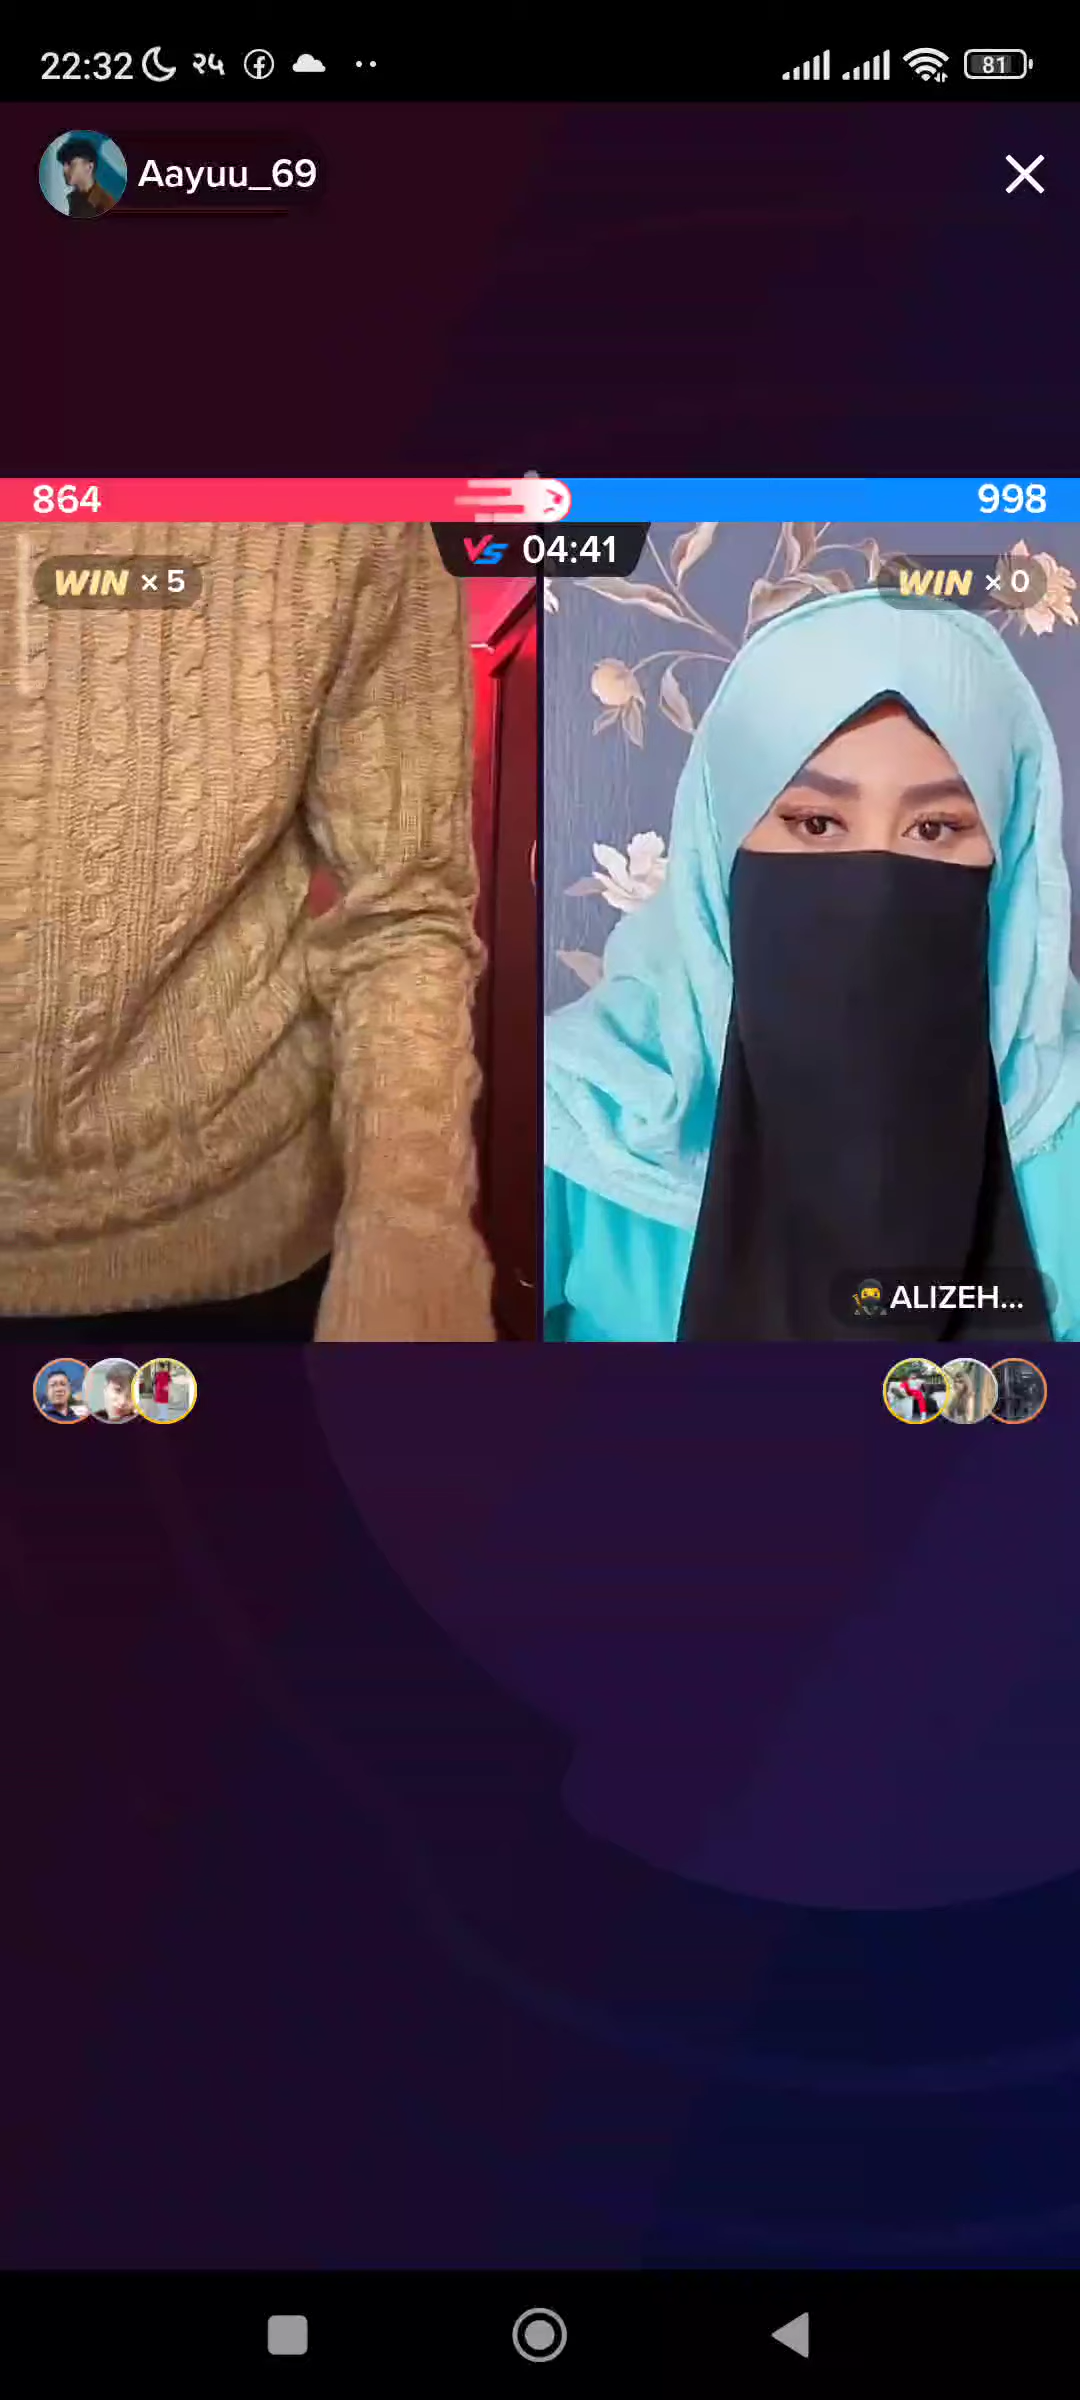 22:32 २५ 81
Aayuu_69
864 998
VS 04:41
WIN × 5 WIN × 0
ALIZEH...